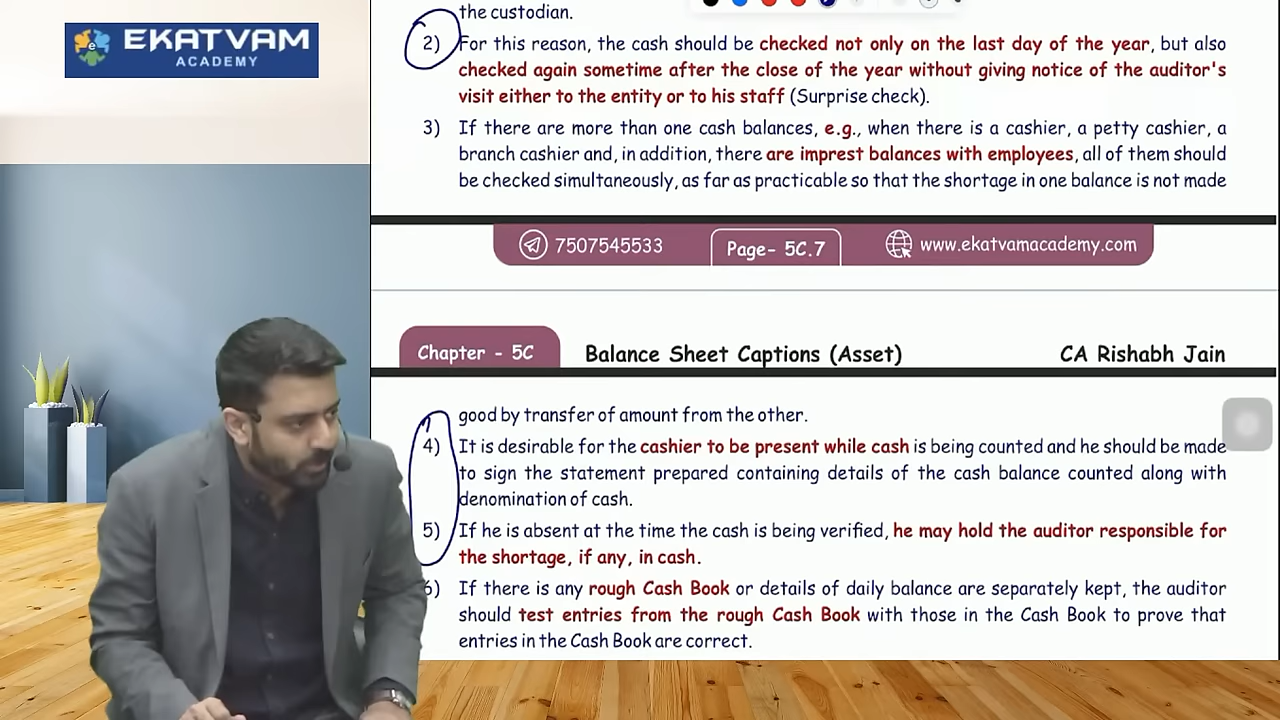 EKATVAM
ACADEMY
the custodian.
2) For this reason, the cash should be checked not only on the last day of the year, but also
checked again sometime after the close of the year without giving notice of the auditor's
visit either to the entity or to his staff (Surprise check).
3) If there are more than one cash balances, e.g., when there is a cashier, a petty cashier, a
branch cashier and, in addition, there are imprest balances with employees, all of them should
be checked simultaneously, as far as practicable so that the shortage in one balance is not made
7507545533
Page- 5C.7
www.ekatvamacademy.com
Chapter - 5C
Balance Sheet Captions (Asset)
CA Rishabh Jain
good by transfer of amount from the other.
4) It is desirable for the cashier to be present while cash is being counted and he should be made
to sign the statement prepared containing details of the cash balance counted along with
denomination of cash.
5) If he is absent at the time the cash is being verified, he may hold the auditor responsible for
the shortage, if any, in cash.
6) If there is any rough Cash Book or details of daily balance are separately kept, the auditor
should test entries from the rough Cash Book with those in the Cash Book to prove that
entries in the Cash Book are correct.